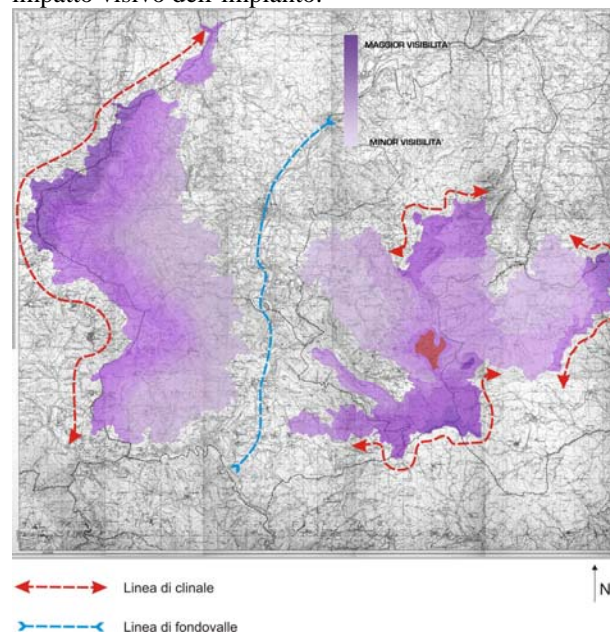 impatto visivo dell'impianto.
MAGGIOR VISIBILITA'
MINOR VISIBILITA'
Linea di clinale
N
Linea di fondovalle